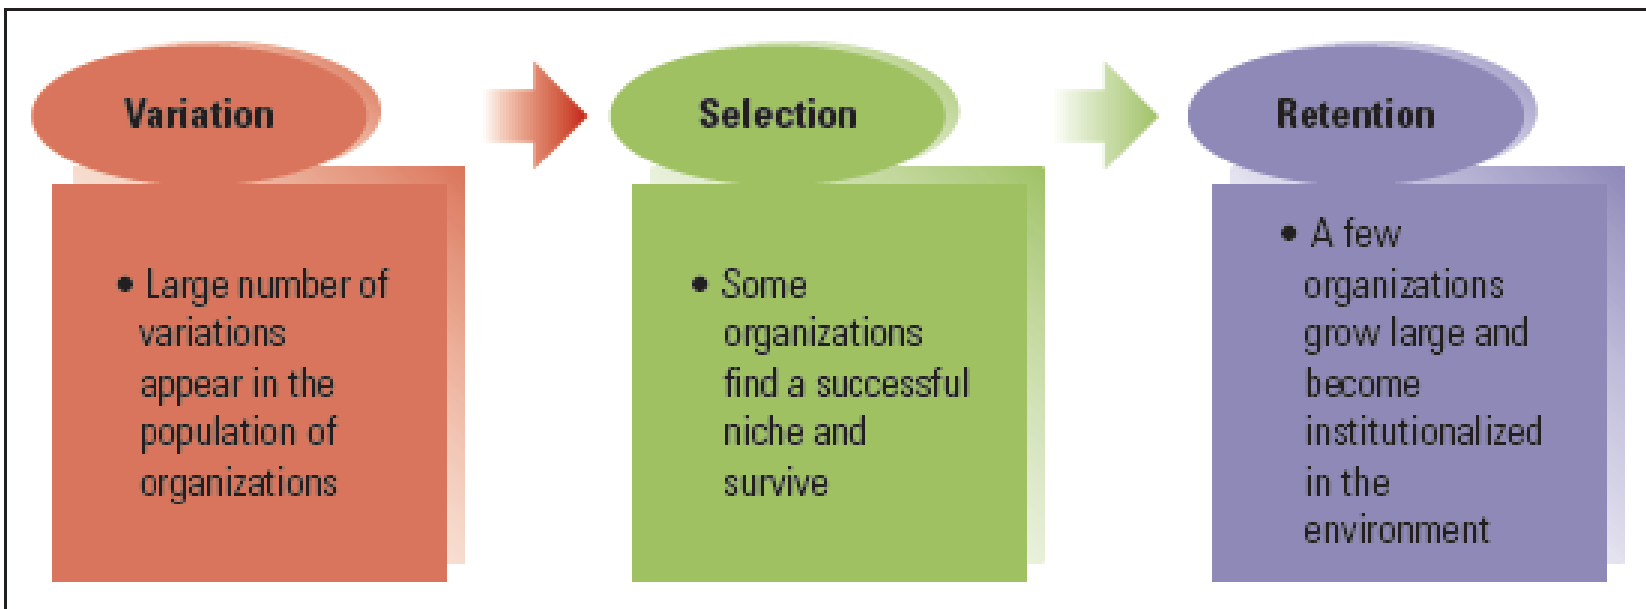 Variation
• Large number of
variations
appear in the
population of
organizations
Selection
• Some
organizations
find a successful
niche and
survive
Retention
• A few
organizations
grow large and
become
institutionalized
in the
environment